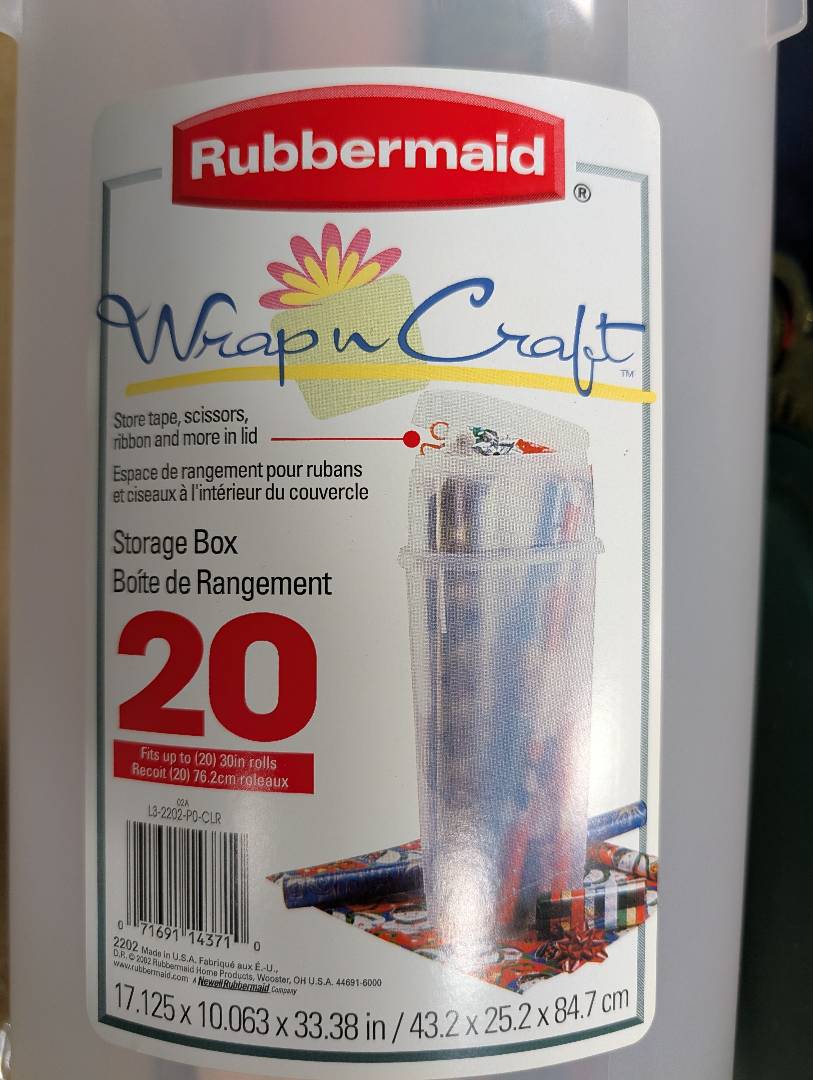 Rubbermaid
®
Wrap n Craft
TM
Store tape, scissors,
ribbon and more in lid
Espace de rangement pour rubans
et ciseaux à l'intérieur du couvercle
Storage Box
Boîte de Rangement
20
Fits up to (20) 30in rolls
Recoit (20) 76.2cm roleaux
02A
L3-2202-P0-CLR
0 71691 14371 0
2202 Made in U.S.A. Fabriqué aux É.-U.,
D.R. © 2002 Rubbermaid Home Products, Wooster, OH U.S.A. 44691-6000
www.rubbermaid.com A NewellRubbermaid Company
17.125 x 10.063 x 33.38 in / 43.2 x 25.2 x 84.7 cm